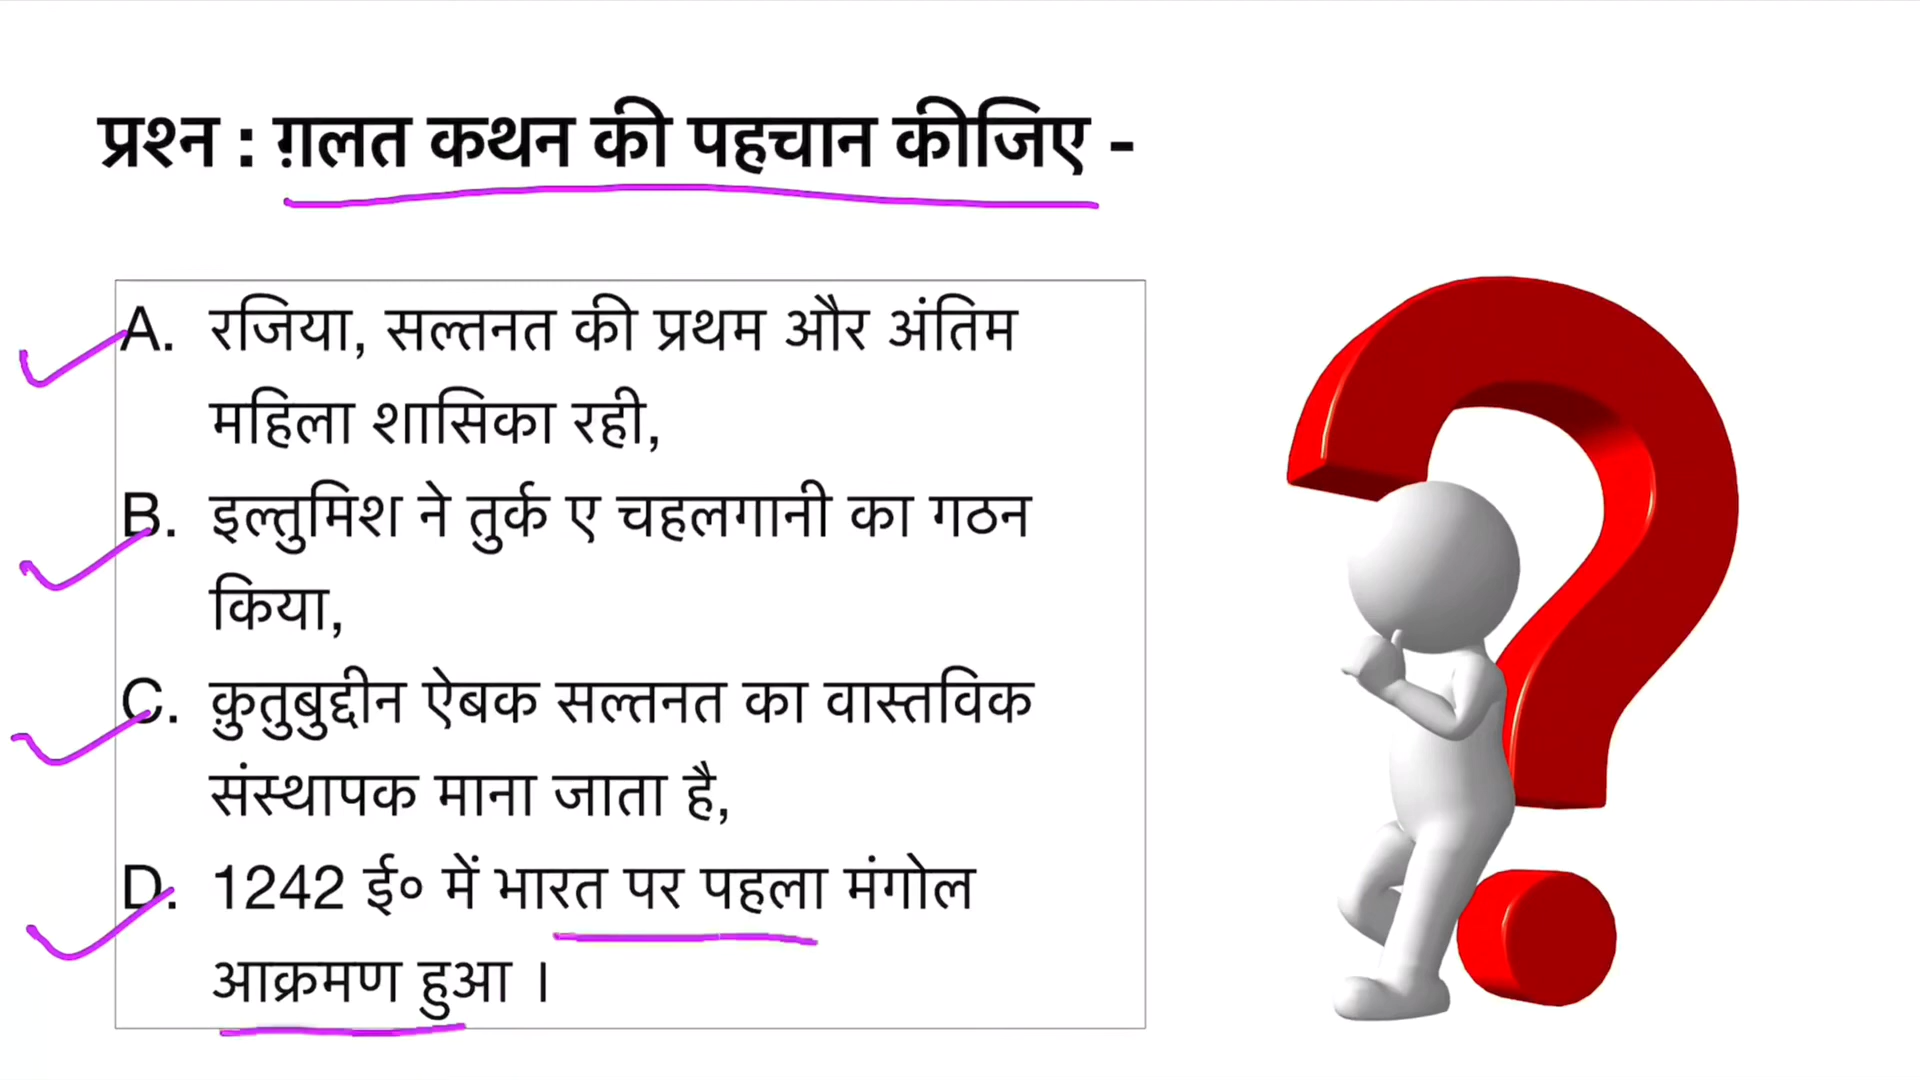 प्रश्न : ग़लत कथन की पहचान कीजिए -
A. रजिया, सल्तनत की प्रथम और अंतिम
महिला शासिका रही,
B. इल्तुमिश ने तुर्क ए चहलगानी का गठन
किया,
C. क़ुतुबुद्दीन ऐबक सल्तनत का वास्तविक
संस्थापक माना जाता है,
D. 1242 ई० में भारत पर पहला मंगोल
आक्रमण हुआ ।